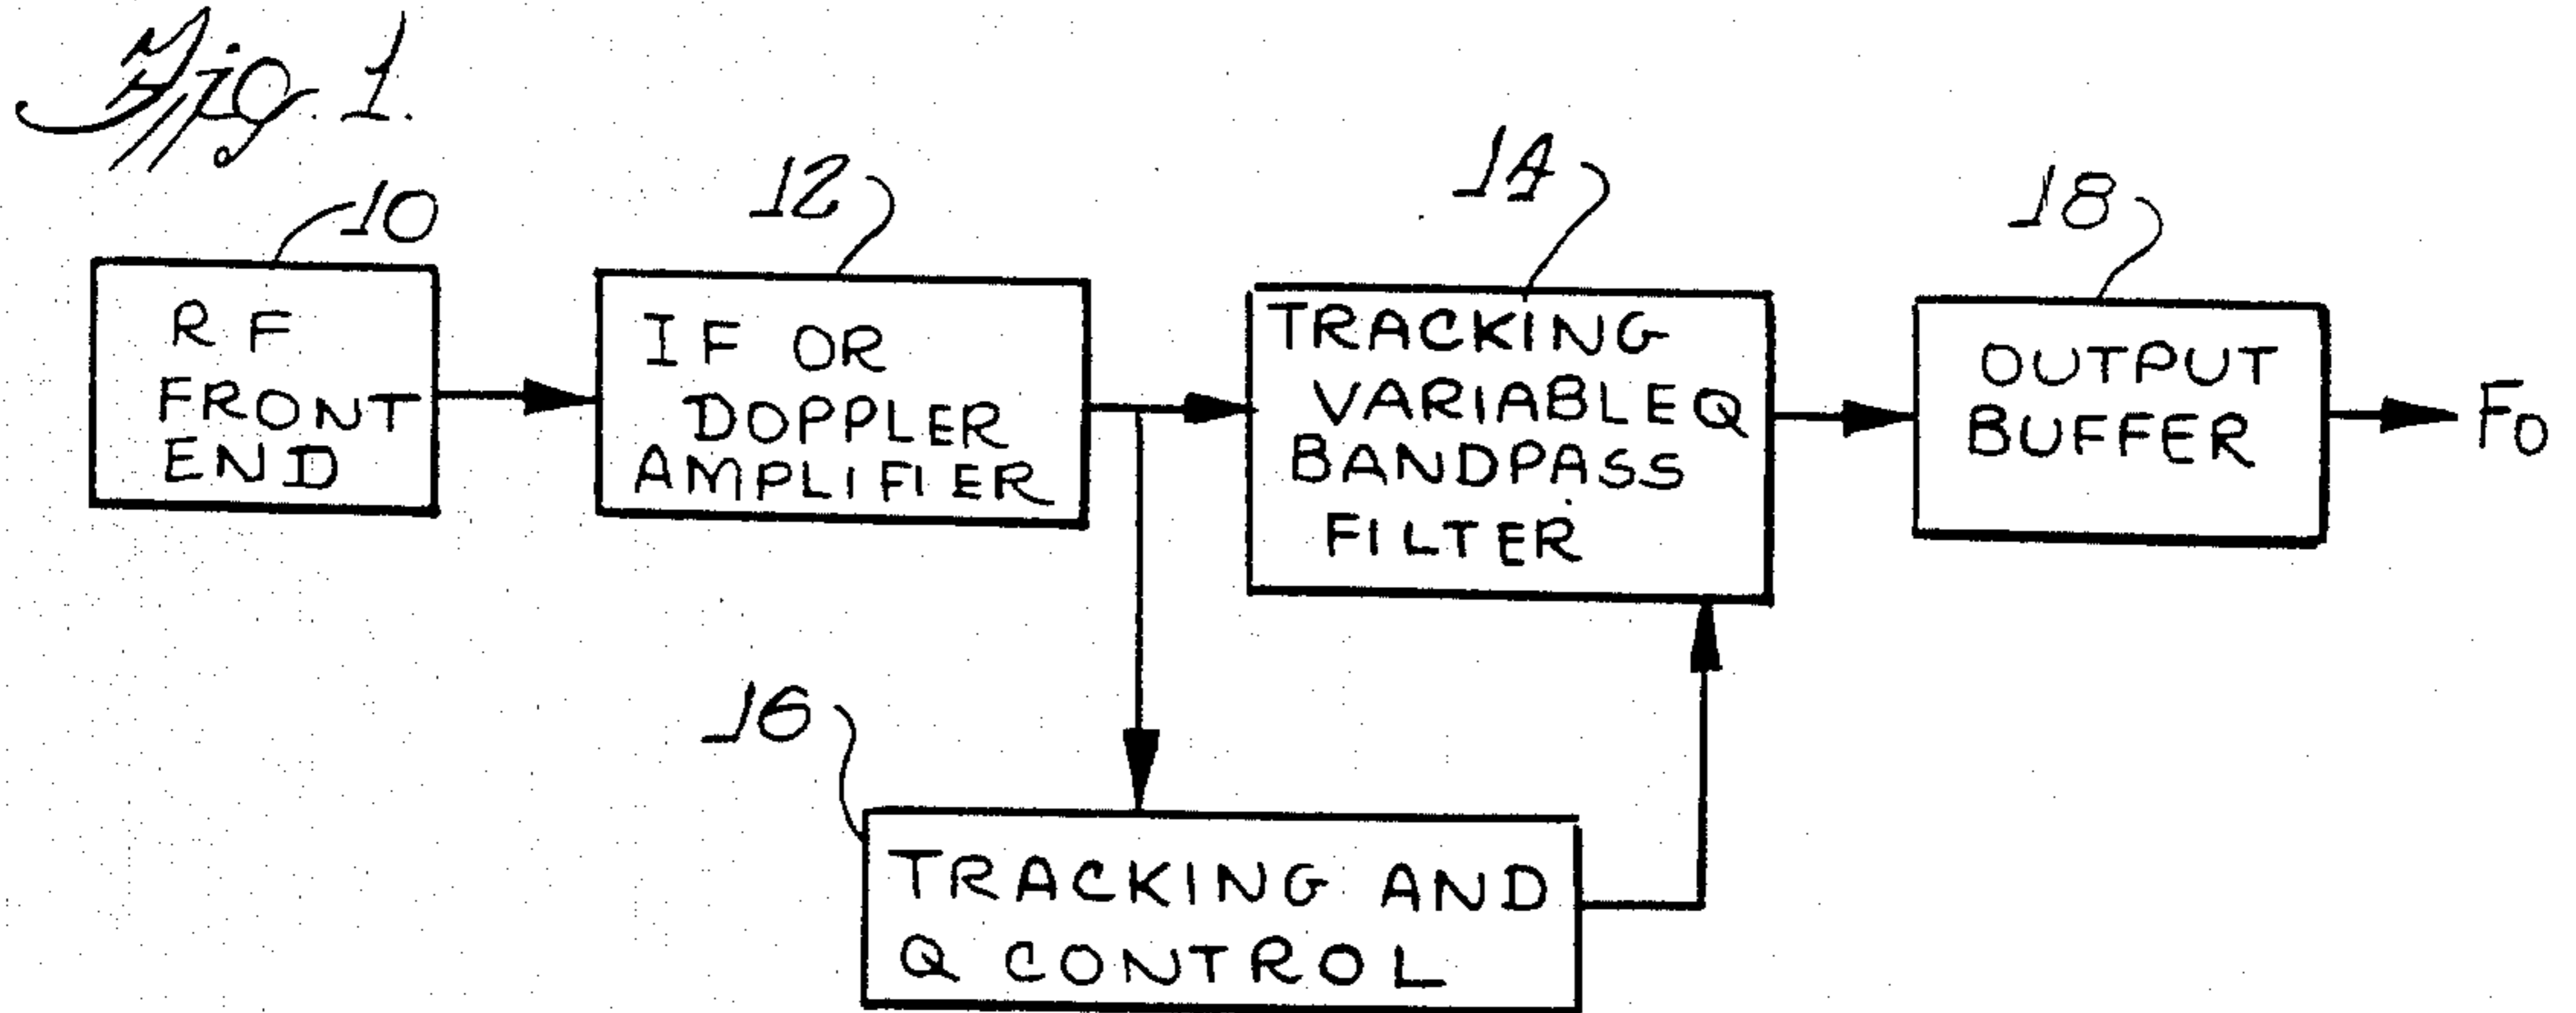 Fig. 1.
10
12
14
18
RF
FRONT
END
IF OR
DOPPLER
AMPLIFIER
TRACKING
VARIABLE Q
BANDPASS
FILTER
OUTPUT
BUFFER
FO
16
TRACKING AND
Q CONTROL